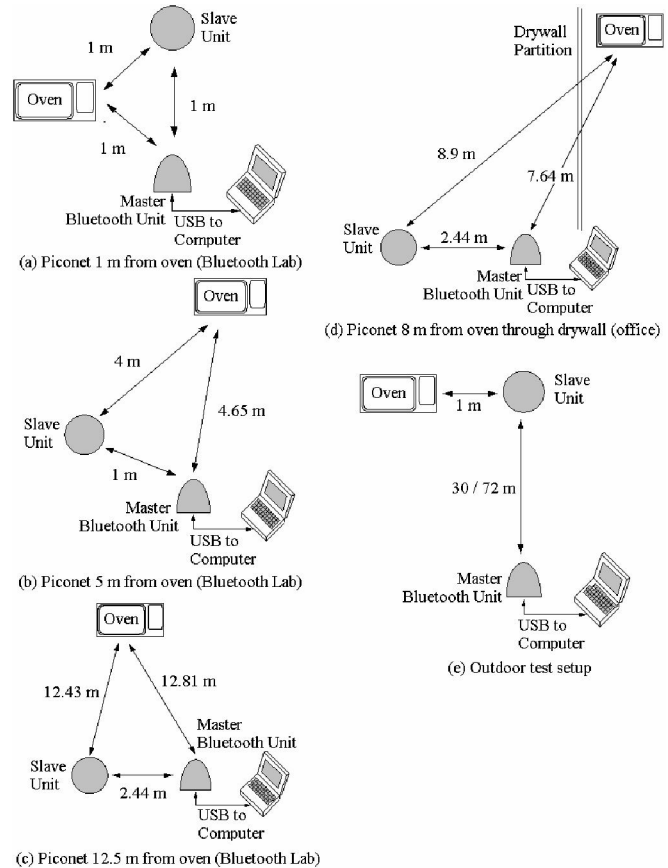 Slave
Unit
1 m
Oven
1 m
1 m
Master
Bluetooth Unit
USB to
Computer
(a) Piconet 1 m from oven (Bluetooth Lab)
Oven
4 m
4.65 m
Slave
Unit
1 m
Master
Bluetooth Unit
USB to
Computer
(b) Piconet 5 m from oven (Bluetooth Lab)
Oven
12.43 m
12.81 m
Master
Bluetooth Unit
Slave
Unit
2.44 m
USB to
Computer
(c) Piconet 12.5 m from oven (Bluetooth Lab)
Drywall
Partition
Oven
8.9 m
7.64 m
Slave
Unit
2.44 m
Master
Bluetooth Unit
USB to
Computer
(d) Piconet 8 m from oven through drywall (office)
Oven
1 m
Slave
Unit
30 / 72 m
Master
Bluetooth Unit
USB to
Computer
(e) Outdoor test setup